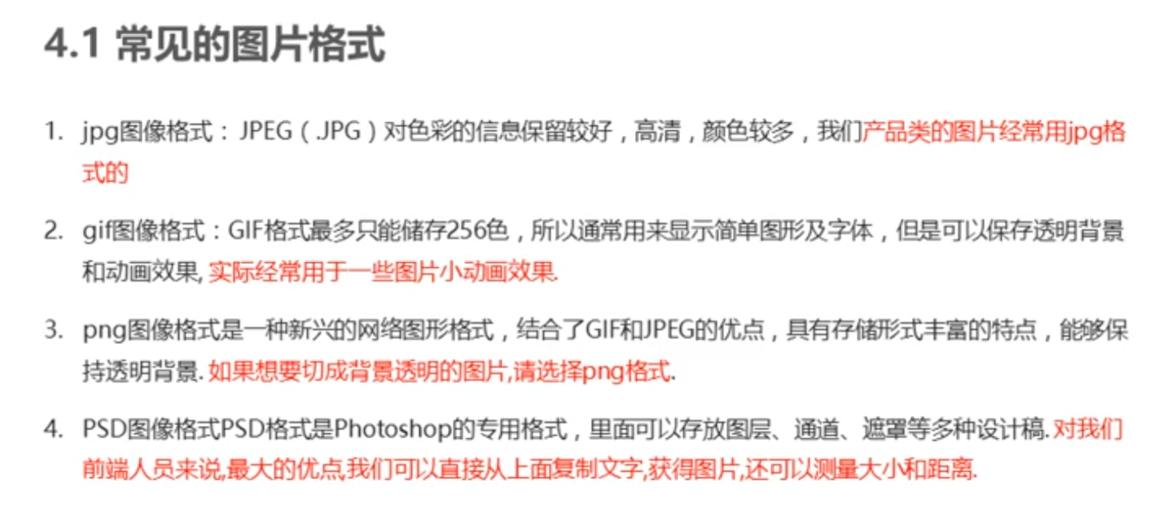 4.1 常见的图片格式
1. jpg图像格式：JPEG（.JPG）对色彩的信息保留较好，高清，颜色较多，我们产品类的图片经常用jpg格
式的
2. gif图像格式：GIF格式最多只能储存256色，所以通常用来显示简单图形及字体，但是可以保存透明背景
和动画效果, 实际经常用于一些图片小动画效果.
3. png图像格式是一种新兴的网络图形格式，结合了GIF和JPEG的优点，具有存储形式丰富的特点，能够保
持透明背景. 如果想要切成背景透明的图片,请选择png格式.
4. PSD图像格式PSD格式是Photoshop的专用格式，里面可以存放图层、通道、遮罩等多种设计稿. 对我们
前端人员来说,最大的优点,我们可以直接从上面复制文字,获得图片,还可以测量大小和距离.